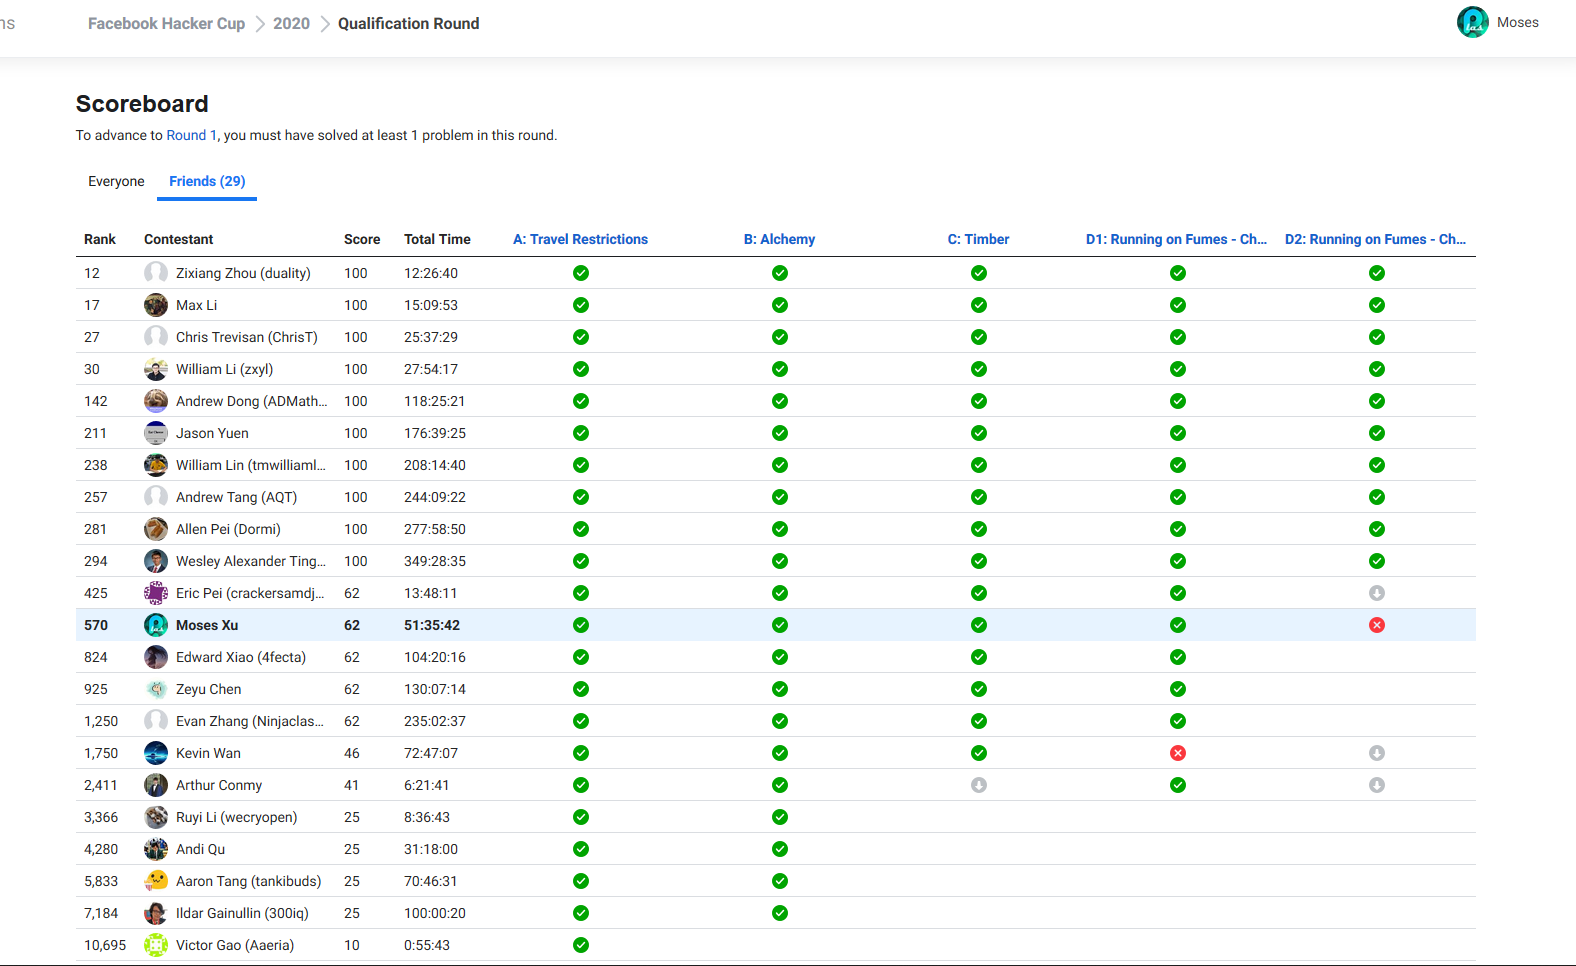 ns
Facebook Hacker Cup
2020
Qualification Round
Moses
Scoreboard
To advance to Round 1, you must have solved at least 1 problem in this round.
Everyone
Friends (29)
Rank Contestant Score Total Time A: Travel Restrictions B: Alchemy C: Timber D1: Running on Fumes - Ch... D2: Running on Fumes - Ch...
12 Zixiang Zhou (duality) 100 12:26:40
17 Max Li 100 15:09:53
27 Chris Trevisan (ChrisT) 100 25:37:29
30 William Li (zxyl) 100 27:54:17
142 Andrew Dong (ADMath... 100 118:25:21
211 Jason Yuen 100 176:39:25
238 William Lin (tmwilliaml... 100 208:14:40
257 Andrew Tang (AQT) 100 244:09:22
281 Allen Pei (Dormi) 100 277:58:50
294 Wesley Alexander Ting... 100 349:28:35
425 Eric Pei (crackersamdj... 62 13:48:11
570 Moses Xu 62 51:35:42
824 Edward Xiao (4fecta) 62 104:20:16
925 Zeyu Chen 62 130:07:14
1,250 Evan Zhang (Ninjaclas... 62 235:02:37
1,750 Kevin Wan 46 72:47:07
2,411 Arthur Conmy 41 6:21:41
3,366 Ruyi Li (wecryopen) 25 8:36:43
4,280 Andi Qu 25 31:18:00
5,833 Aaron Tang (tankibuds) 25 70:46:31
7,184 Ildar Gainullin (300iq) 25 100:00:20
10,695 Victor Gao (Aaeria) 10 0:55:43